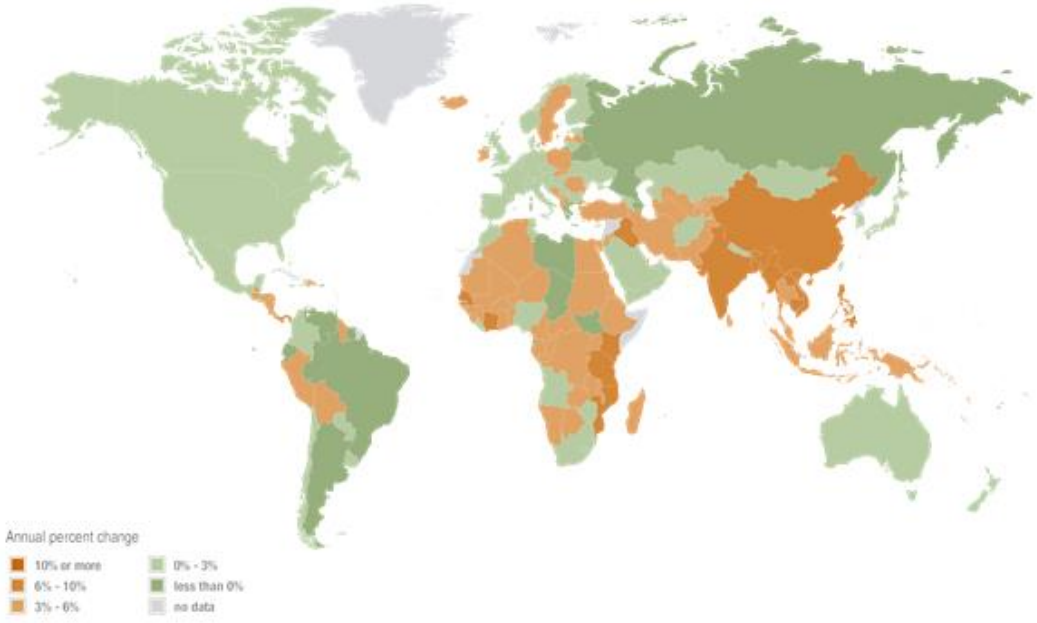 Annual percent change
10% or more
6% - 10%
3% - 6%
0% - 3%
less than 0%
no data